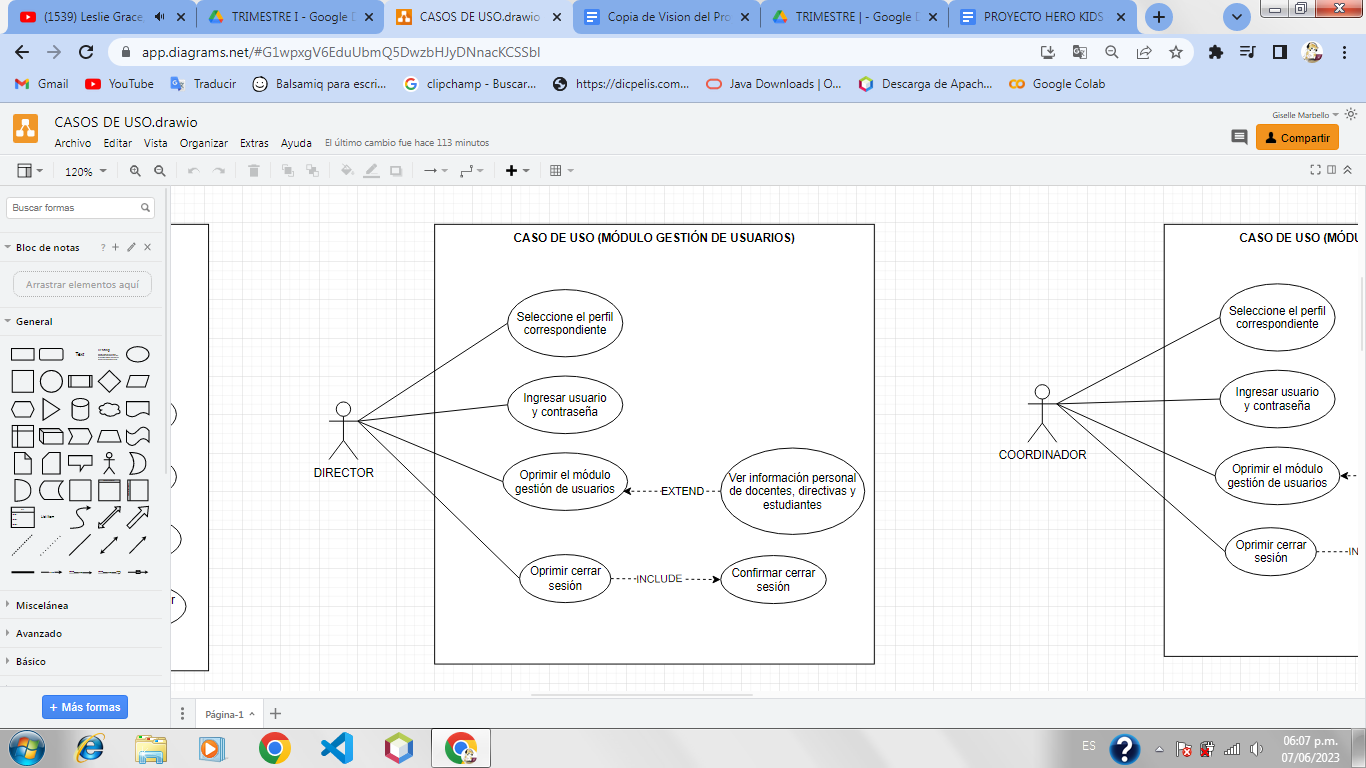 (1539) Leslie Grace
TRIMESTRE I - Google D
CASOS DE USO.drawio
Copia de Vision del Pro
TRIMESTRE | - Google D
PROYECTO HERO KIDS
app.diagrams.net/#G1wpxgV6EduUbmQ5DwzbHJyDNnacKCSSbI
Gmail
YouTube
Traducir
Balsamiq para escri...
clipchamp - Buscar...
https://dicpelis.com...
Java Downloads | O...
Descarga de Apach...
Google Colab
CASOS DE USO.drawio
Giselle Marbello
Archivo Editar Vista Organizar Extras Ayuda El último cambio fue hace 113 minutos
Compartir
120%
Buscar formas
Bloc de notas
?
Arrastrar elementos aquí
General
Text
Heading
Miscelánea
Avanzado
Básico
+ Más formas
CASO DE USO (MÓDULO GESTIÓN DE USUARIOS)
Seleccione el perfil
correspondiente
Ingresar usuario
y contraseña
DIRECTOR
Oprimir el módulo
gestión de usuarios
EXTEND
Ver información personal
de docentes, directivas y
estudiantes
Oprimir cerrar
sesión
INCLUDE
Confirmar cerrar
sesión
CASO DE USO (MÓDU
Seleccione el perfil
correspondiente
Ingresar usuario
y contraseña
COORDINADOR
Oprimir el módulo
gestión de usuarios
Oprimir cerrar
sesión
IN
Página-1
ES
06:07 p.m.
07/06/2023